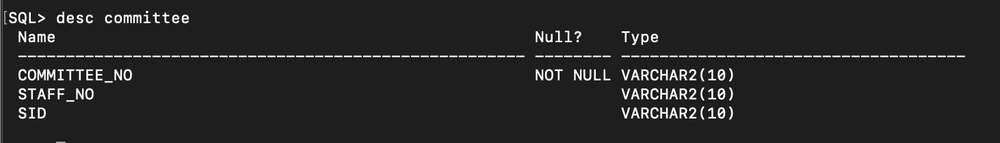 [SQL> desc committee
Name Null? Type
----------------------------------------------------- -------- ------------------------------------
COMMITTEE_NO NOT NULL VARCHAR2(10)
STAFF_NO VARCHAR2(10)
SID VARCHAR2(10)